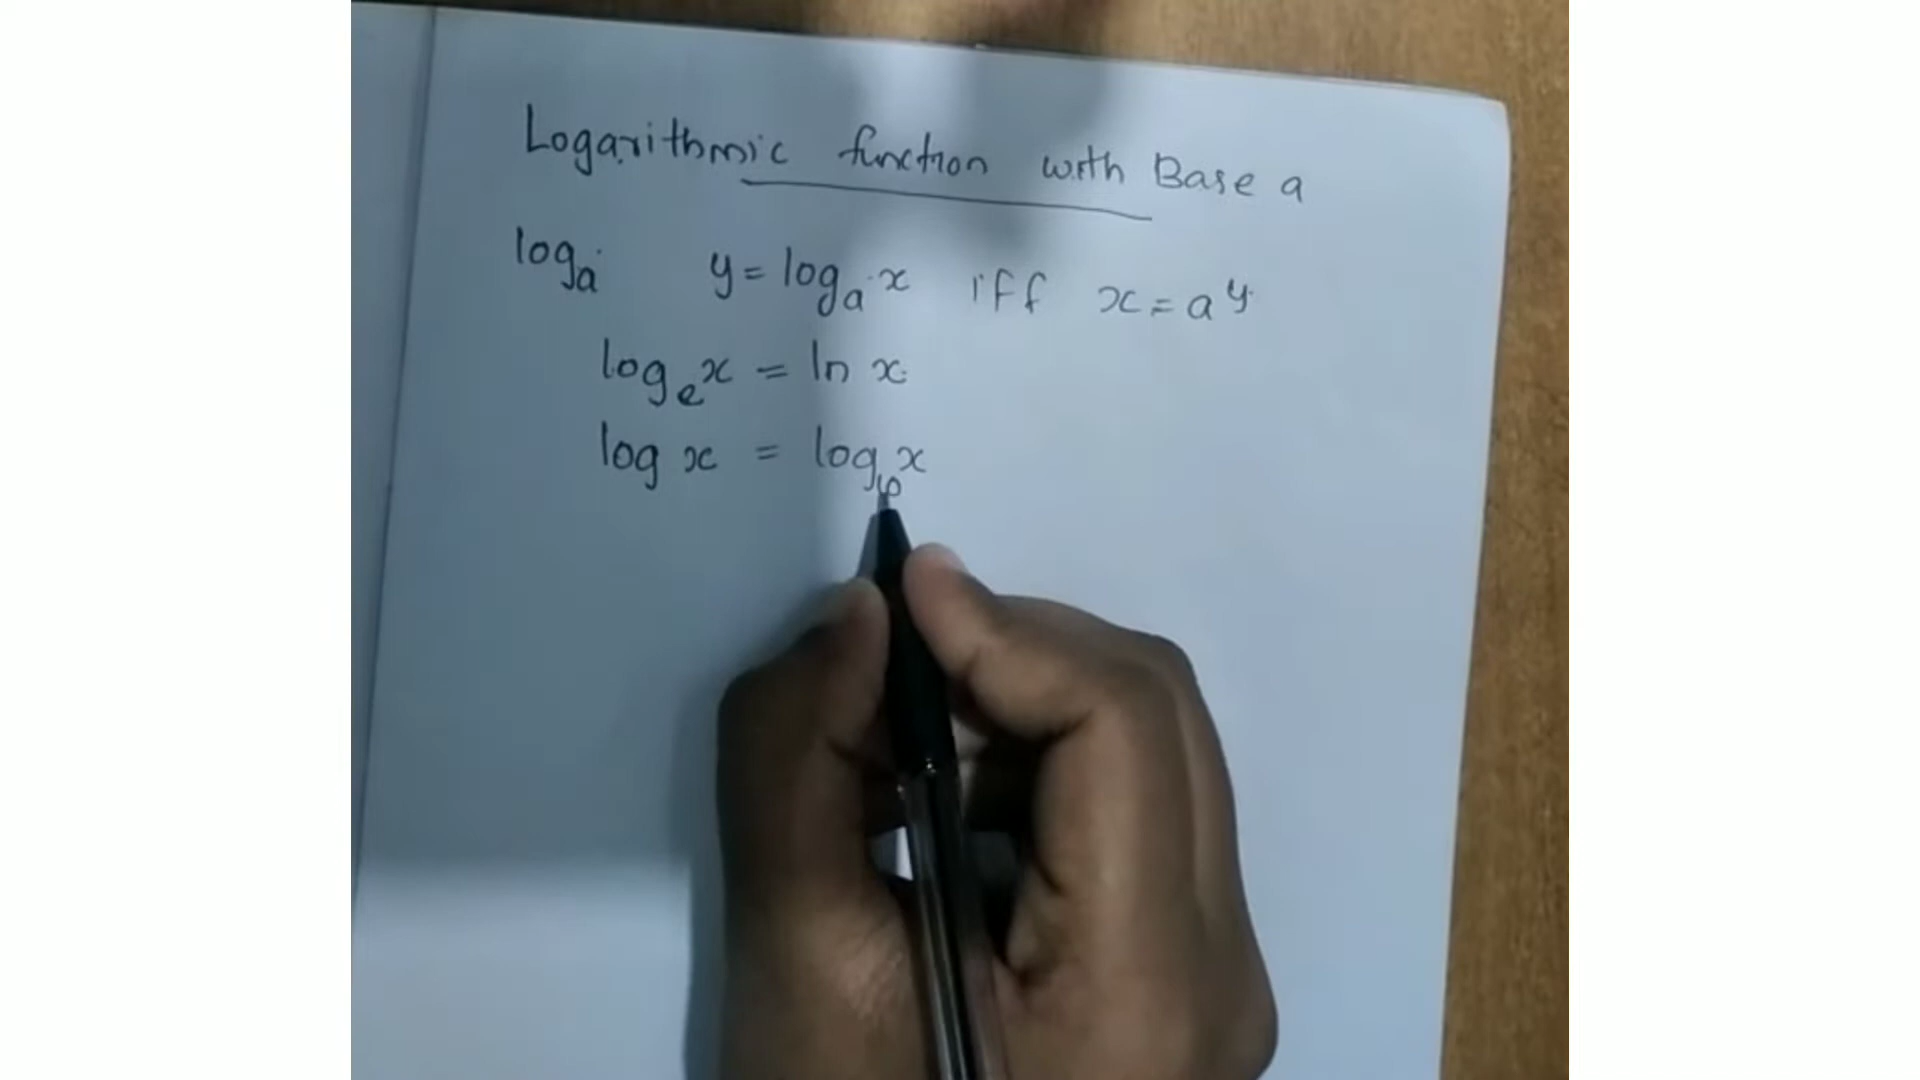 Logarithmic function with Base a
logₐ y = logₐ x iff x = a^y
logₑ x = ln x
log x = log₁₀ x